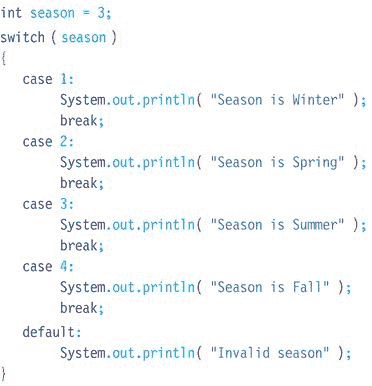 int season = 3;
switch ( season )
{
case 1:
System.out.println( "Season is Winter" );
break;
case 2:
System.out.println( "Season is Spring" );
break;
case 3:
System.out.println( "Season is Summer" );
break;
case 4:
System.out.println( "Season is Fall" );
break;
default:
System.out.println( "Invalid season" );
}